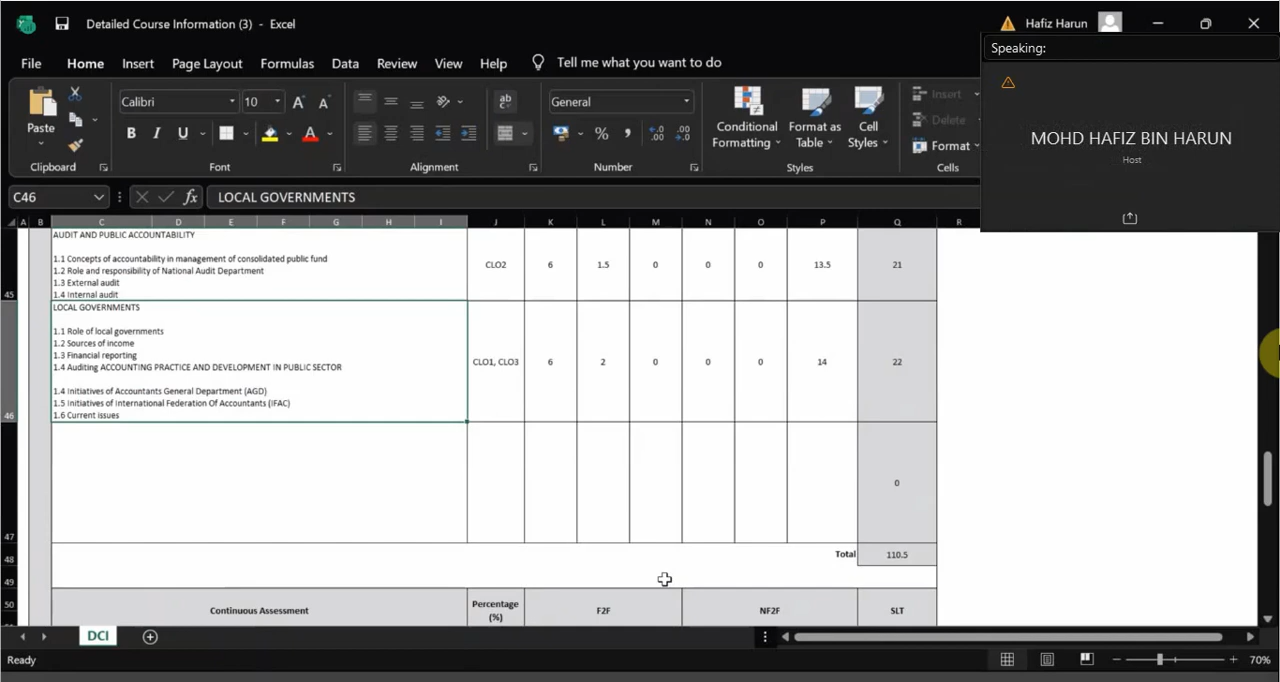 Detailed Course Information (3) - Excel
Hafiz Harun
File Home Insert Page Layout Formulas Data Review View Help Tell me what you want to do
Speaking:
MOHD HAFIZ BIN HARUN
Host
Paste
Calibri 10
B I U
ab
General
% ,
Conditional Formatting
Format as Table
Cell Styles
Insert
Delete
Format
Clipboard Font Alignment Number Styles Cells
C46 fx LOCAL GOVERNMENTS
A B C D E F G H I J K L M N O P Q R
AUDIT AND PUBLIC ACCOUNTABILITY
1.1 Concepts of accountability in management of consolidated public fund
1.2 Role and responsibility of National Audit Department
1.3 External audit
1.4 Internal audit
45 CLO2 6 1.5 0 0 0 13.5 21
LOCAL GOVERNMENTS
1.1 Role of local governments
1.2 Sources of income
1.3 Financial reporting
1.4 Auditing ACCOUNTING PRACTICE AND DEVELOPMENT IN PUBLIC SECTOR
1.4 Initiatives of Accountants General Department (AGD)
1.5 Initiatives of International Federation Of Accountants (IFAC)
1.6 Current issues
46 CLO1, CLO3 6 2 0 0 0 14 22
47 0
48 Total 110.5
49
50 Continuous Assessment Percentage (%) F2F NF2F SLT
DCI
Ready 70%